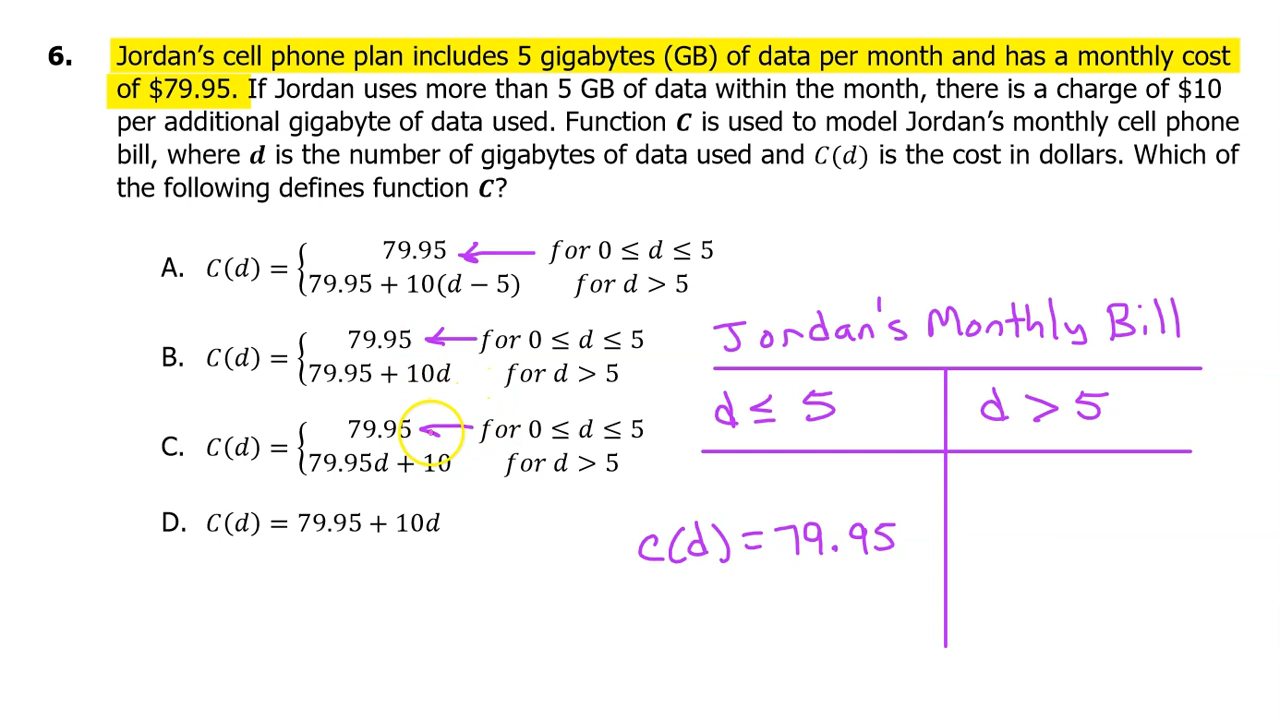 6. Jordan’s cell phone plan includes 5 gigabytes (GB) of data per month and has a monthly cost
of $79.95. If Jordan uses more than 5 GB of data within the month, there is a charge of $10
per additional gigabyte of data used. Function C is used to model Jordan’s monthly cell phone
bill, where d is the number of gigabytes of data used and C(d) is the cost in dollars. Which of
the following defines function C?
79.95 for 0 ≤ d ≤ 5
A. C(d) = {
79.95 + 10(d − 5) for d > 5
79.95 for 0 ≤ d ≤ 5
B. C(d) = {
79.95 + 10d for d > 5
79.95 for 0 ≤ d ≤ 5
C. C(d) = {
79.95d + 10 for d > 5
D. C(d) = 79.95 + 10d
Jordan's Monthly Bill
d ≤ 5 d > 5
C(d) = 79.95